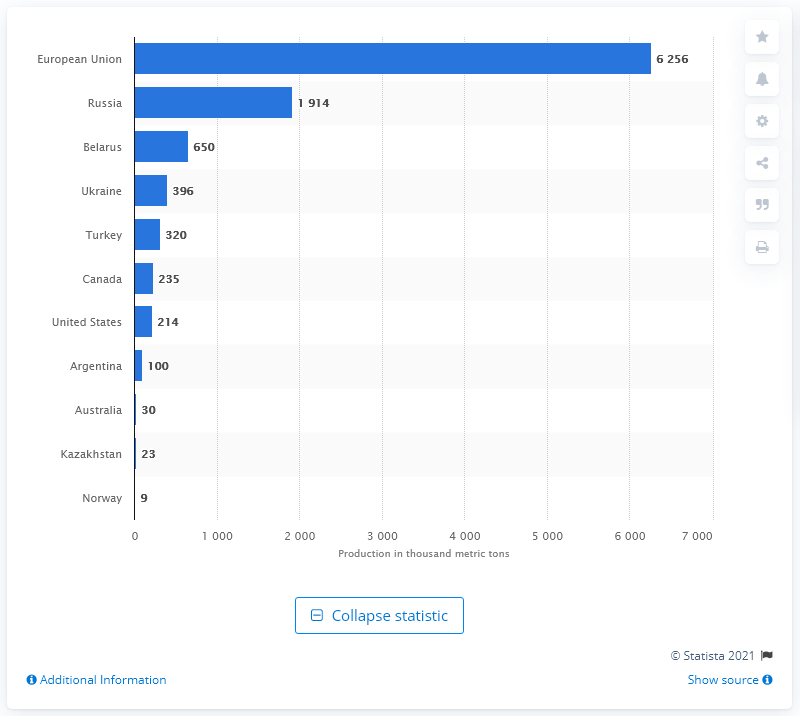 European Union 6 256
Russia 1 914
Belarus 650
Ukraine 396
Turkey 320
Canada 235
United States 214
Argentina 100
Australia 30
Kazakhstan 23
Norway 9
0 1 000 2 000 3 000 4 000 5 000 6 000 7 000
Production in thousand metric tons
Collapse statistic
© Statista 2021
Additional Information Show source